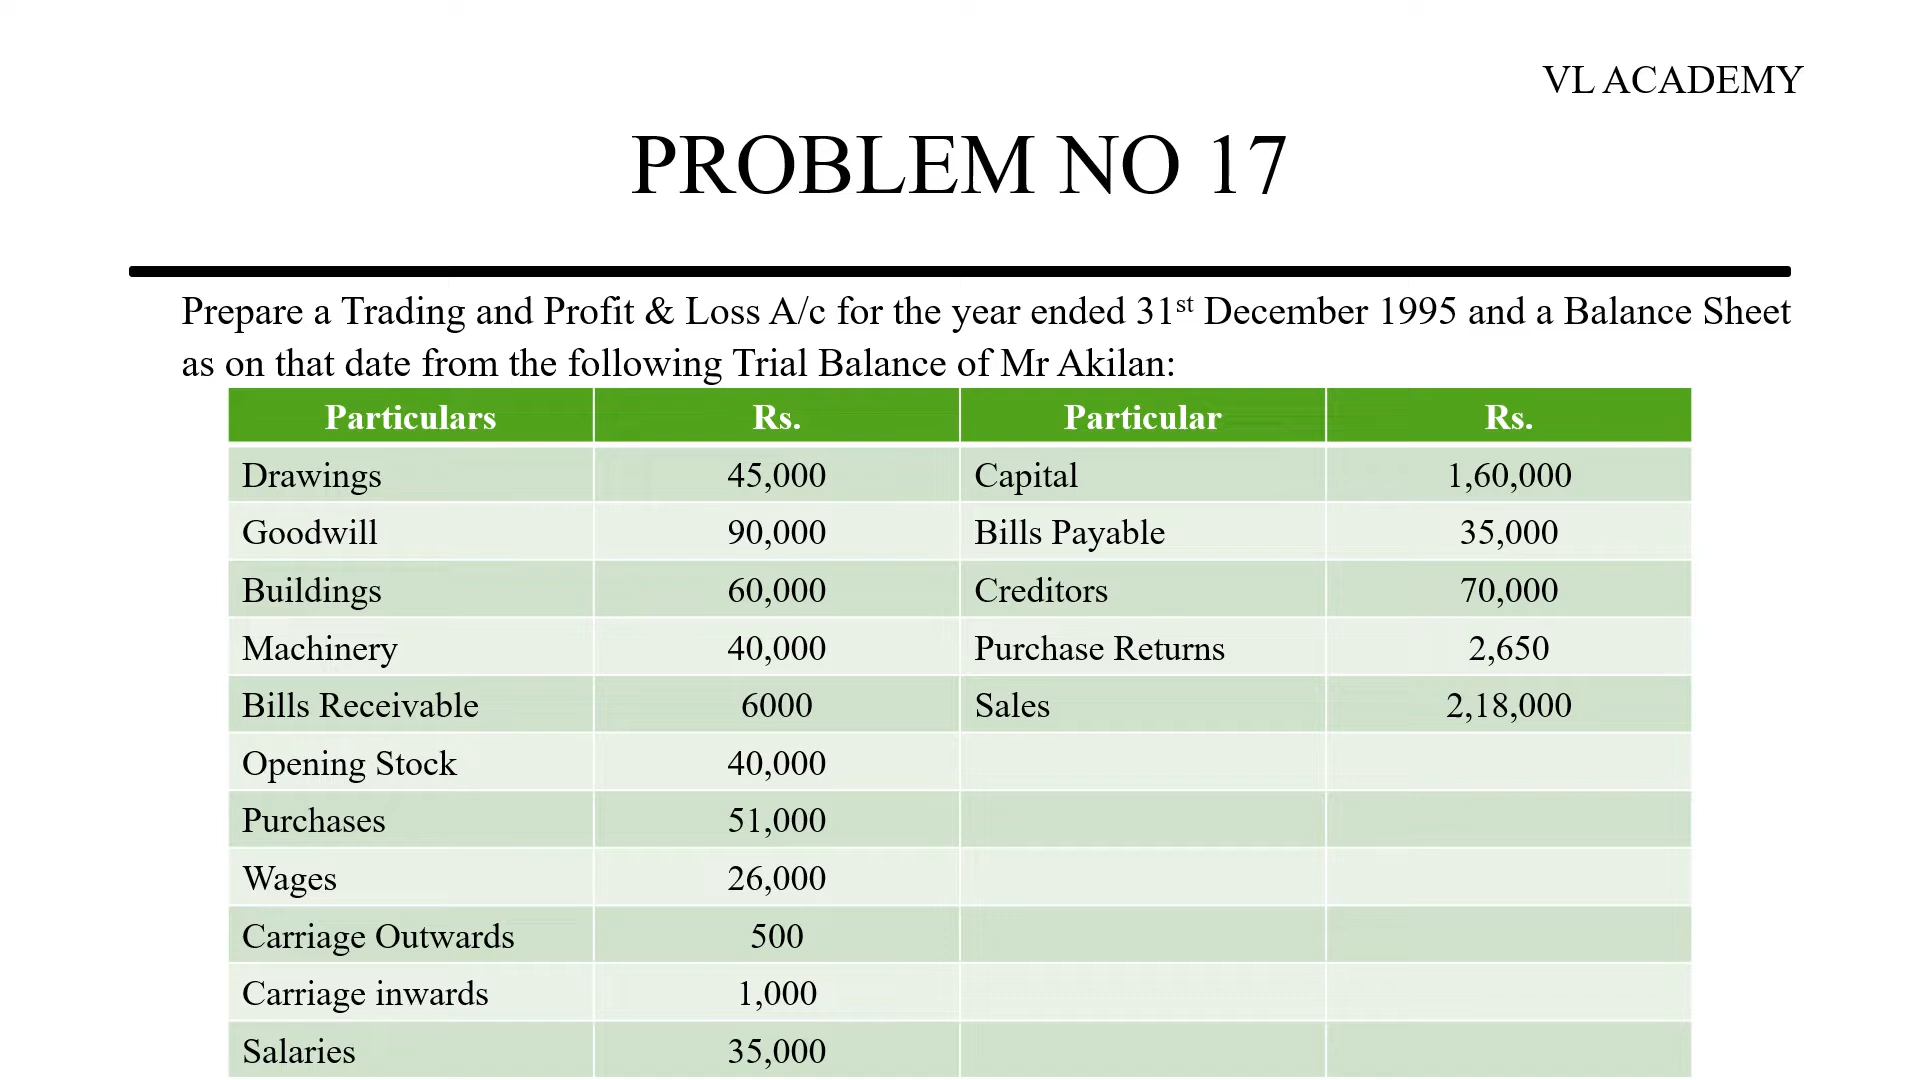 VL ACADEMY
PROBLEM NO 17
Prepare a Trading and Profit & Loss A/c for the year ended 31st December 1995 and a Balance Sheet
as on that date from the following Trial Balance of Mr Akilan:
Particulars Rs. Particular Rs.
Drawings 45,000 Capital 1,60,000
Goodwill 90,000 Bills Payable 35,000
Buildings 60,000 Creditors 70,000
Machinery 40,000 Purchase Returns 2,650
Bills Receivable 6000 Sales 2,18,000
Opening Stock 40,000
Purchases 51,000
Wages 26,000
Carriage Outwards 500
Carriage inwards 1,000
Salaries 35,000